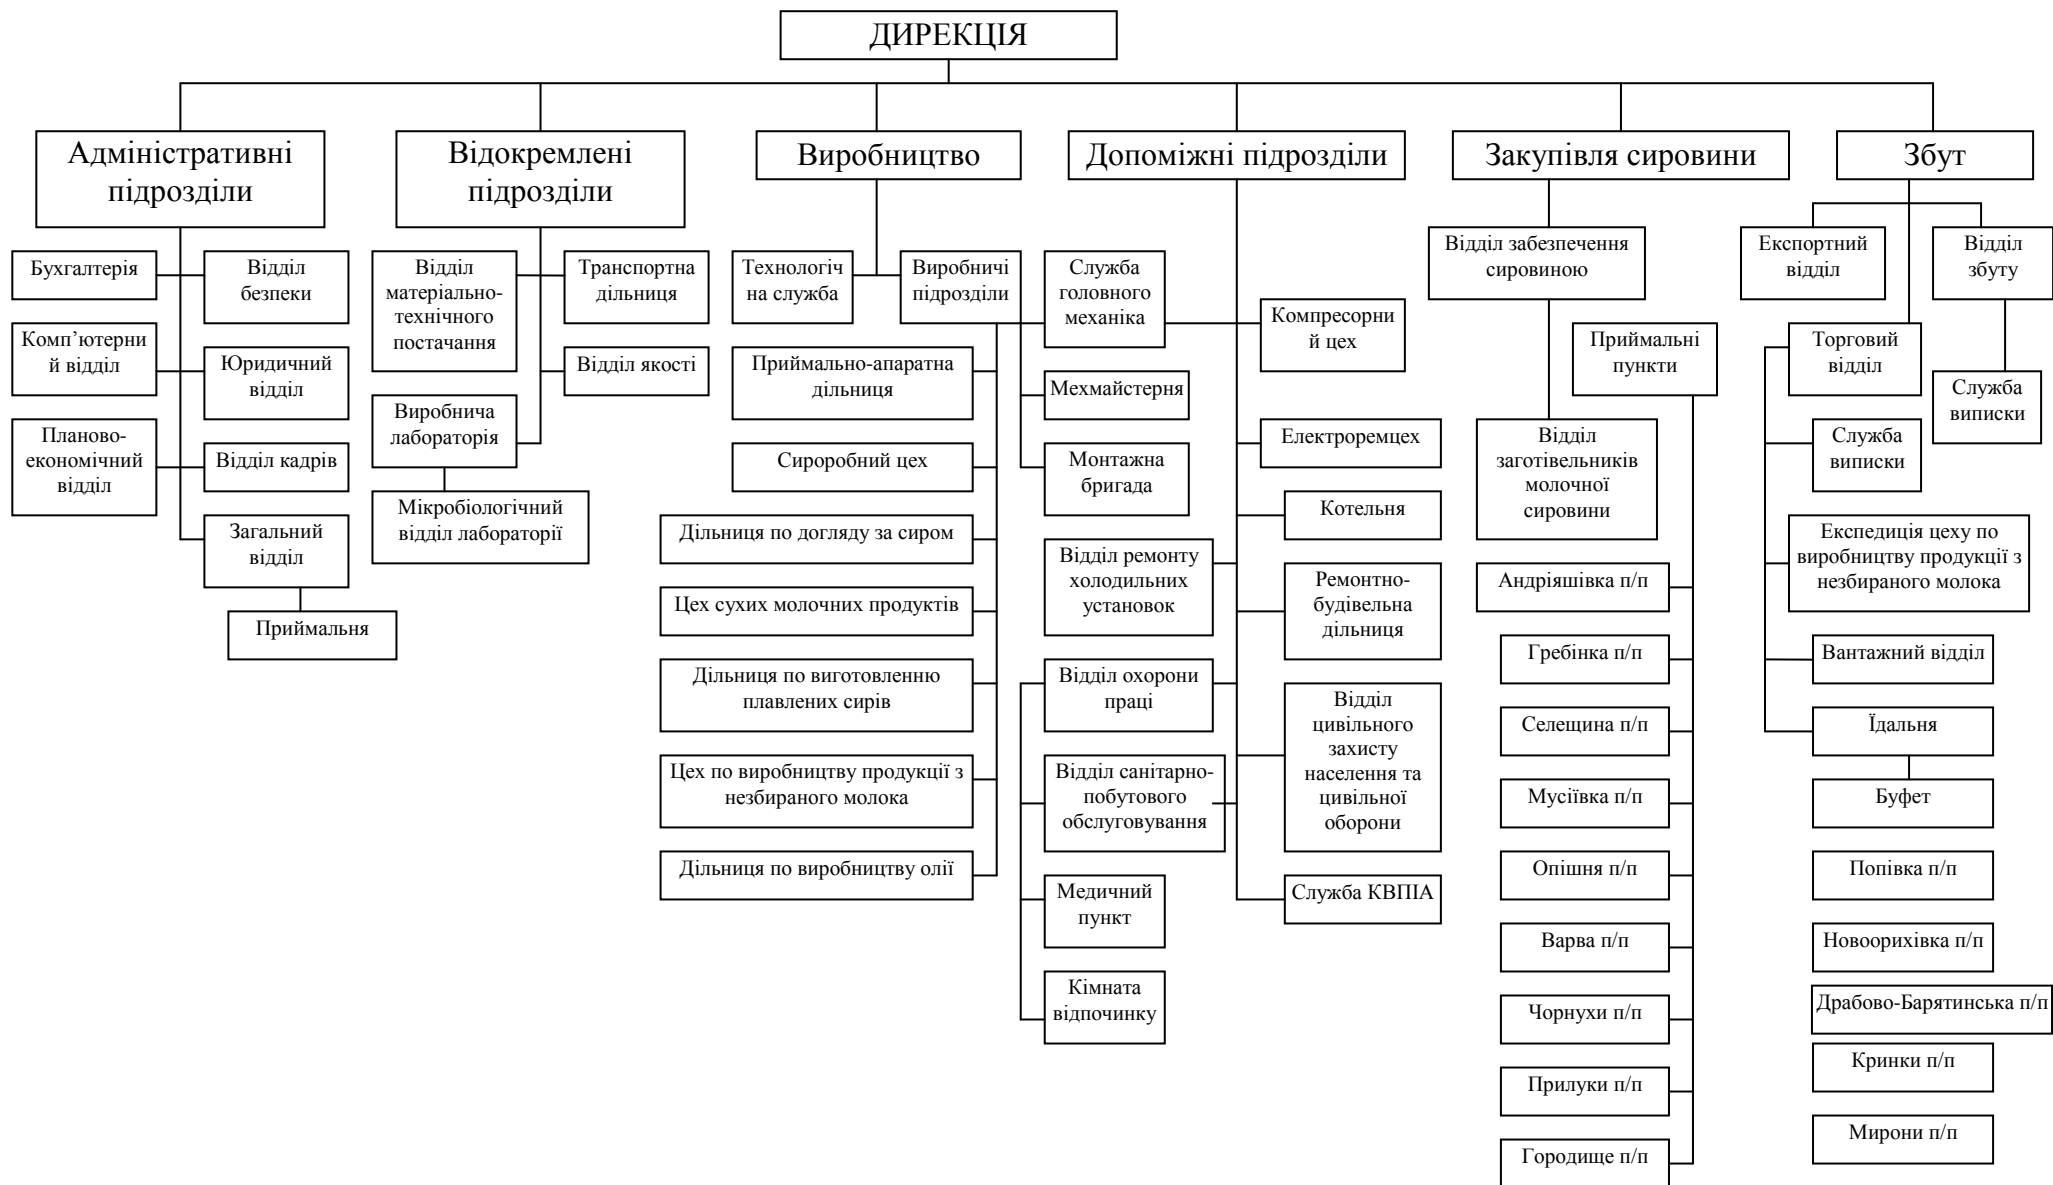 ДИРЕКЦІЯ
Адміністративні
підрозділи
Відокремлені
підрозділи
Виробництво
Допоміжні підрозділи
Закупівля сировини
Збут
Бухгалтерія
Відділ
безпеки
Комп’ютерни
й відділ
Юридичний
відділ
Планово-
економічний
відділ
Відділ кадрів
Загальний
відділ
Приймальня
Відділ
матеріально-
технічного
постачання
Транспортна
дільниця
Відділ якості
Виробнича
лабораторія
Мікробіологічний
відділ лабораторії
Технологіч
на служба
Виробничі
підрозділи
Приймально-апаратна
дільниця
Сироробний цех
Дільниця по догляду за сиром
Цех сухих молочних продуктів
Дільниця по виготовленню
плавлених сирів
Цех по виробництву продукції з
незбираного молока
Дільниця по виробництву олії
Служба
головного
механіка
Мехмайстерня
Монтажна
бригада
Відділ ремонту
холодильних
установок
Відділ охорони
праці
Відділ санітарно-
побутового
обслуговування
Медичний
пункт
Кімната
відпочинку
Компресорни
й цех
Електроремцех
Котельня
Ремонтно-
будівельна
дільниця
Відділ
цивільного
захисту
населення та
цивільної
оборони
Служба КВПІА
Відділ забезпечення
сировиною
Приймальні
пункти
Відділ
заготівельників
молочної
сировини
Андріяшівка п/п
Гребінка п/п
Селещина п/п
Мусіївка п/п
Опішня п/п
Варва п/п
Чорнухи п/п
Прилуки п/п
Городище п/п
Експортний
відділ
Відділ
збуту
Торговий
відділ
Служба
виписки
Служба
виписки
Експедиція цеху по
виробництву продукції з
незбираного молока
Вантажний відділ
Їдальня
Буфет
Попівка п/п
Новоорихівка п/п
Драбово-Барятинська п/п
Кринки п/п
Мирони п/п